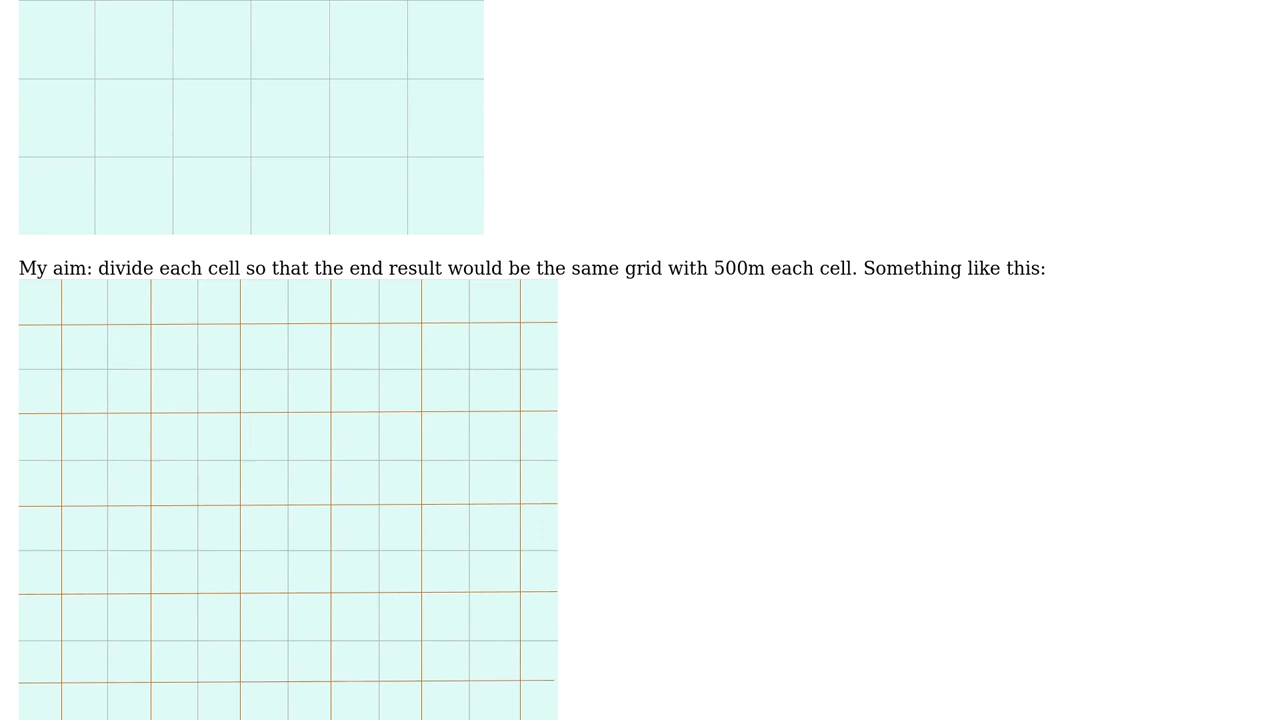 My aim: divide each cell so that the end result would be the same grid with 500m each cell. Something like this: